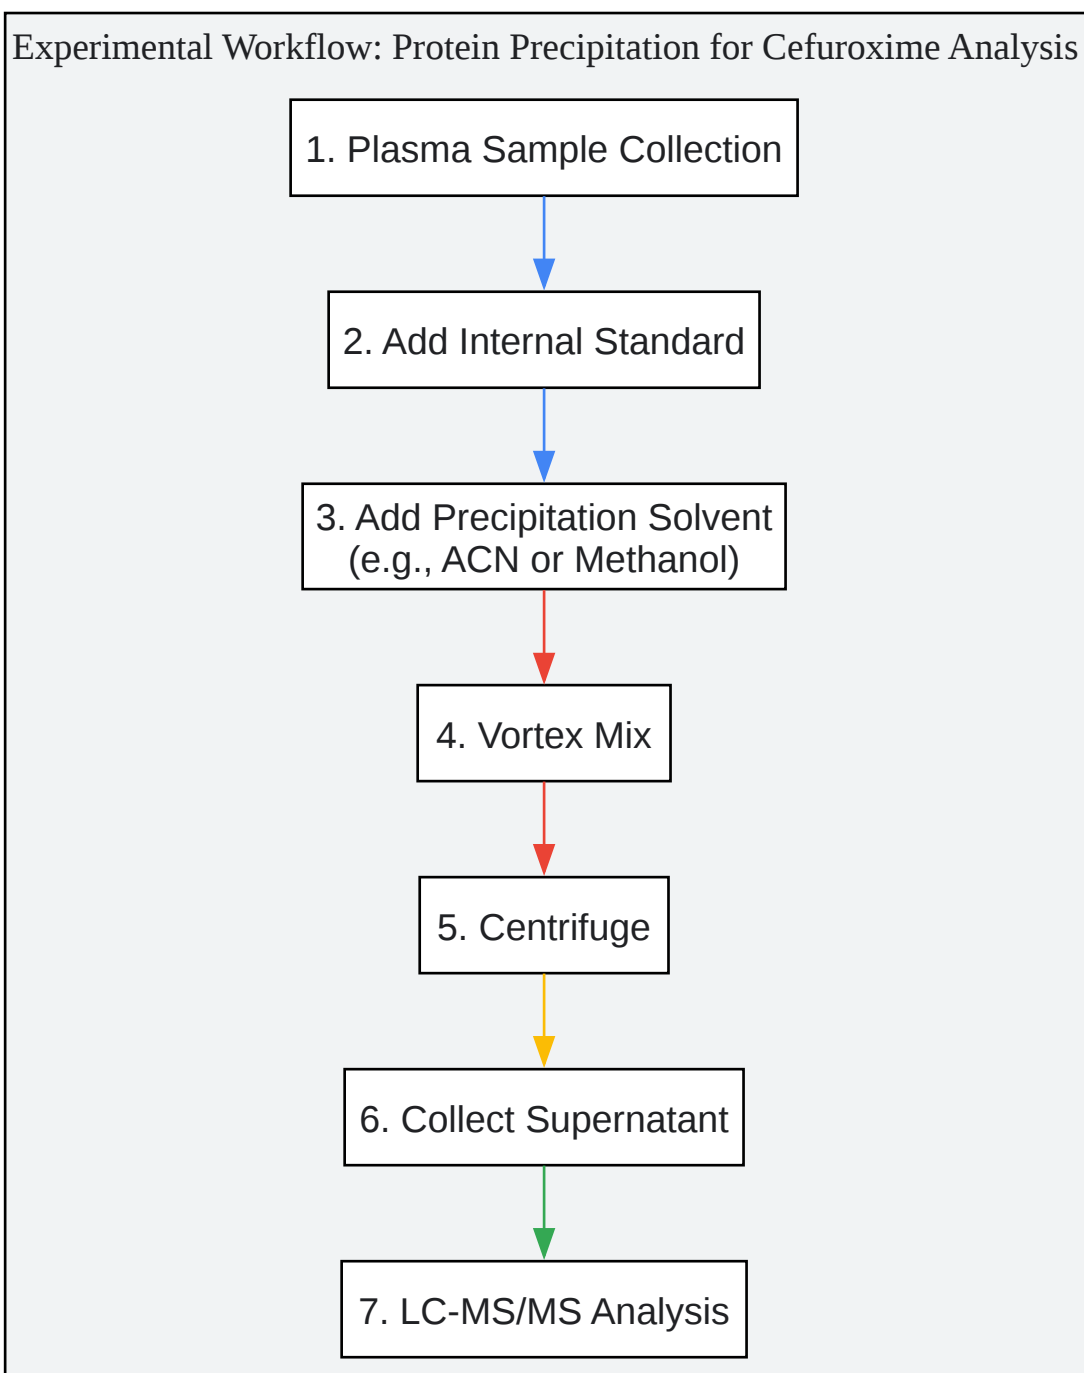 Experimental Workflow: Protein Precipitation for Cefuroxime Analysis
1. Plasma Sample Collection
2. Add Internal Standard
3. Add Precipitation Solvent
(e.g., ACN or Methanol)
4. Vortex Mix
5. Centrifuge
6. Collect Supernatant
7. LC-MS/MS Analysis